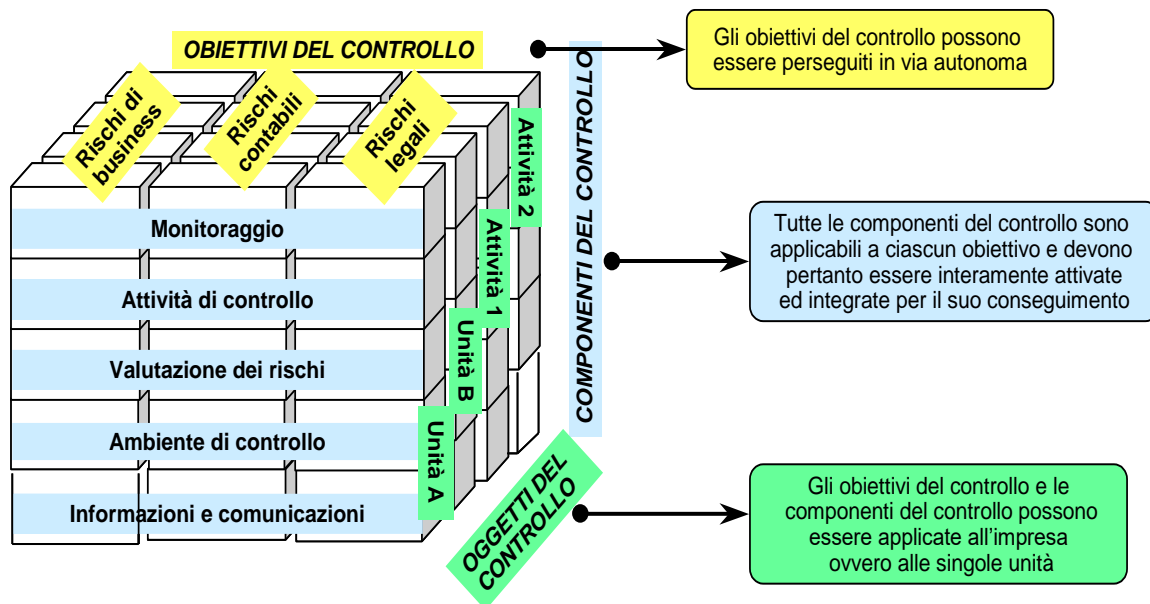 OBIETTIVI DEL CONTROLLO
Rischi di
business
Rischi
contabili
Rischi
legali
Monitoraggio
Attività di controllo
Valutazione dei rischi
Ambiente di controllo
Informazioni e comunicazioni
Unità A
Unità B
Attività 1
Attività 2
COMPONENTI DEL CONTROLLO
OGGETTI DEL
CONTROLLO
Gli obiettivi del controllo possono
essere perseguiti in via autonoma
Tutte le componenti del controllo sono
applicabili a ciascun obiettivo e devono
pertanto essere interamente attivate
ed integrate per il suo conseguimento
Gli obiettivi del controllo e le
componenti del controllo possono
essere applicate all’impresa
ovvero alle singole unità